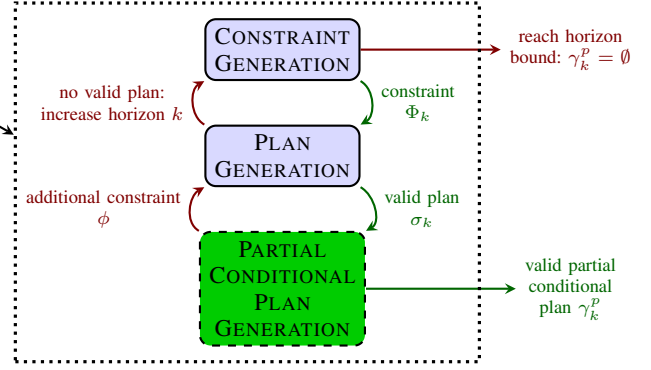 CONSTRAINT
GENERATION
reach horizon
bound: γ_k^p = ∅
no valid plan:
increase horizon k
constraint
Φ_k
PLAN
GENERATION
additional constraint
ϕ
valid plan
σ_k
PARTIAL
CONDITIONAL
PLAN
GENERATION
valid partial
conditional
plan γ_k^p